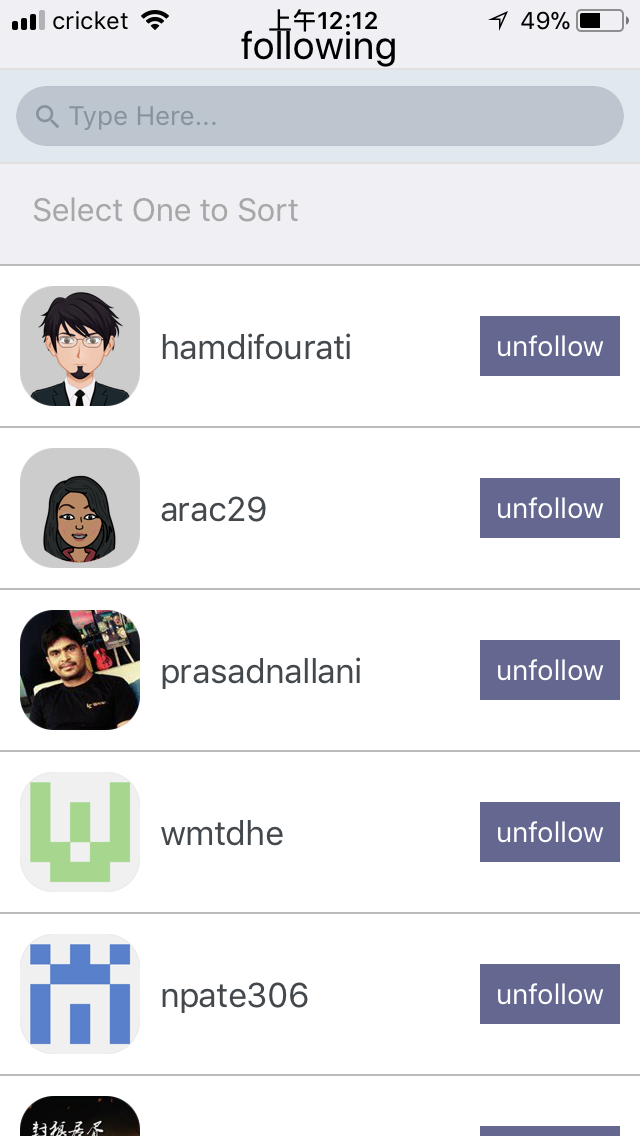 cricket 上午12:12 49%
following
Type Here...
Select One to Sort
hamdifourati unfollow
arac29 unfollow
prasadnallani unfollow
wmtdhe unfollow
npate306 unfollow